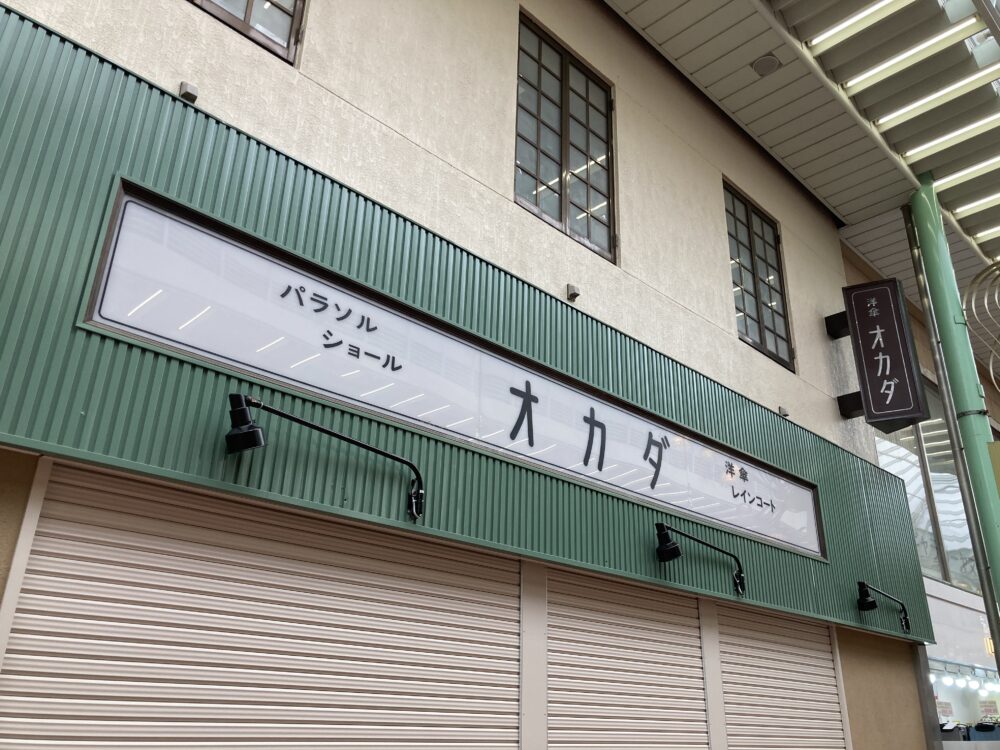 パラソル
ショール
オカダ
洋傘
レインコート
洋傘
オカダ